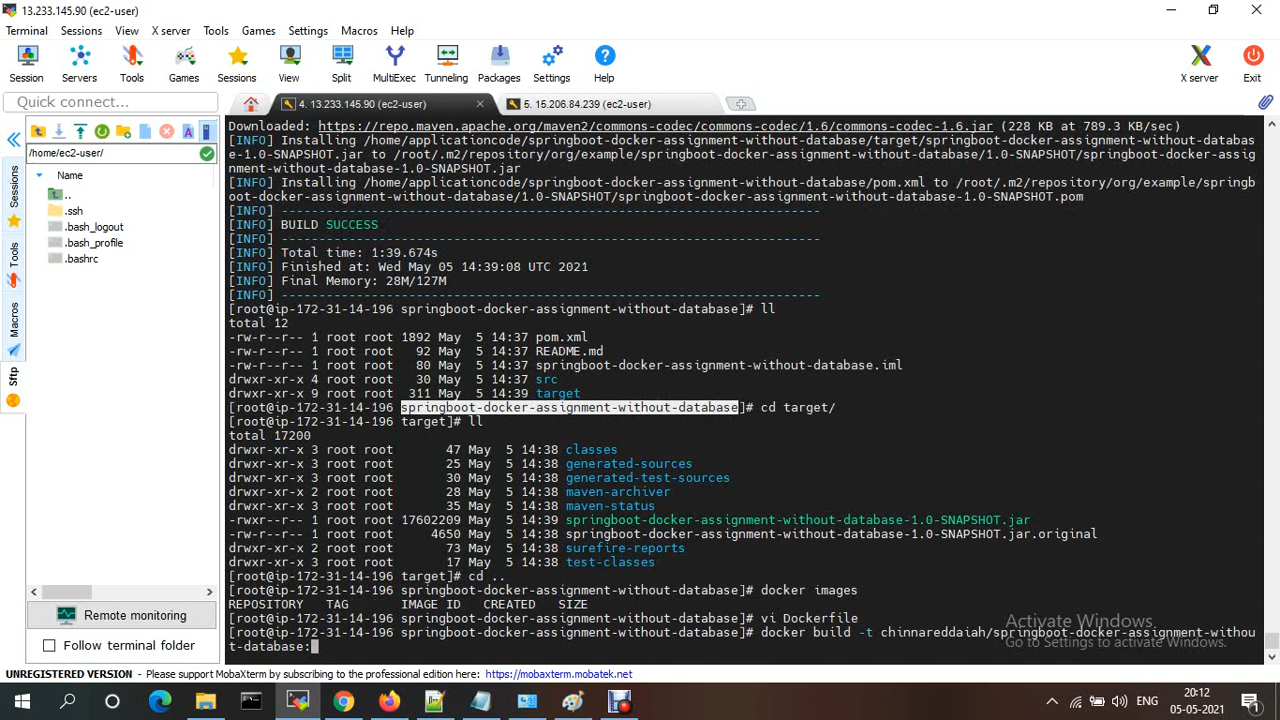 13.233.145.90 (ec2-user)
Terminal Sessions View X server Tools Games Settings Macros Help
Session Servers Tools Games Sessions View Split MultiExec Tunneling Packages Settings Help X server Exit
Quick connect...
4. 13.233.145.90 (ec2-user)
5. 15.206.84.239 (ec2-user)
/home/ec2-user/
Name
..
.ssh
.bash_logout
.bash_profile
.bashrc
Sessions
Tools
Macros
Sftp
Remote monitoring
Follow terminal folder
Downloaded: https://repo.maven.apache.org/maven2/commons-codec/commons-codec/1.6/commons-codec-1.6.jar (228 KB at 789.3 KB/sec)
[INFO] Installing /home/applicationcode/springboot-docker-assignment-without-database/target/springboot-docker-assignment-without-databas
e-1.0-SNAPSHOT.jar to /root/.m2/repository/org/example/springboot-docker-assignment-without-database/1.0-SNAPSHOT/springboot-docker-assig
nment-without-database-1.0-SNAPSHOT.jar
[INFO] Installing /home/applicationcode/springboot-docker-assignment-without-database/pom.xml to /root/.m2/repository/org/example/springb
oot-docker-assignment-without-database/1.0-SNAPSHOT/springboot-docker-assignment-without-database-1.0-SNAPSHOT.pom
[INFO] ------------------------------------------------------------------------
[INFO] BUILD SUCCESS
[INFO] ------------------------------------------------------------------------
[INFO] Total time: 1:39.674s
[INFO] Finished at: Wed May 05 14:39:08 UTC 2021
[INFO] Final Memory: 28M/127M
[INFO] ------------------------------------------------------------------------
[root@ip-172-31-14-196 springboot-docker-assignment-without-database]# ll
total 12
-rw-r--r-- 1 root root 1892 May  5 14:37 pom.xml
-rw-r--r-- 1 root root   92 May  5 14:37 README.md
-rw-r--r-- 1 root root   80 May  5 14:37 springboot-docker-assignment-without-database.iml
drwxr-xr-x 4 root root   30 May  5 14:37 src
drwxr-xr-x 9 root root  311 May  5 14:39 target
[root@ip-172-31-14-196 springboot-docker-assignment-without-database]# cd target/
[root@ip-172-31-14-196 target]# ll
total 17200
drwxr-xr-x 3 root root       47 May  5 14:38 classes
drwxr-xr-x 3 root root       25 May  5 14:38 generated-sources
drwxr-xr-x 3 root root       30 May  5 14:38 generated-test-sources
drwxr-xr-x 2 root root       28 May  5 14:38 maven-archiver
drwxr-xr-x 3 root root       35 May  5 14:38 maven-status
-rw-r--r-- 1 root root 17602209 May  5 14:39 springboot-docker-assignment-without-database-1.0-SNAPSHOT.jar
-rw-r--r-- 1 root root     4650 May  5 14:38 springboot-docker-assignment-without-database-1.0-SNAPSHOT.jar.original
drwxr-xr-x 2 root root       73 May  5 14:38 surefire-reports
drwxr-xr-x 3 root root       17 May  5 14:38 test-classes
[root@ip-172-31-14-196 target]# cd ..
[root@ip-172-31-14-196 springboot-docker-assignment-without-database]# docker images
REPOSITORY   TAG       IMAGE ID   CREATED   SIZE
[root@ip-172-31-14-196 springboot-docker-assignment-without-database]# vi Dockerfile
[root@ip-172-31-14-196 springboot-docker-assignment-without-database]# docker build -t chinnareddaiah/springboot-docker-assignment-withou
t-database:
Activate Windows
Go to Settings to activate Windows.
UNREGISTERED VERSION - Please support MobaXterm by subscribing to the professional edition here: https://mobaxterm.mobatek.net
ENG
20:12
05-05-2021
1